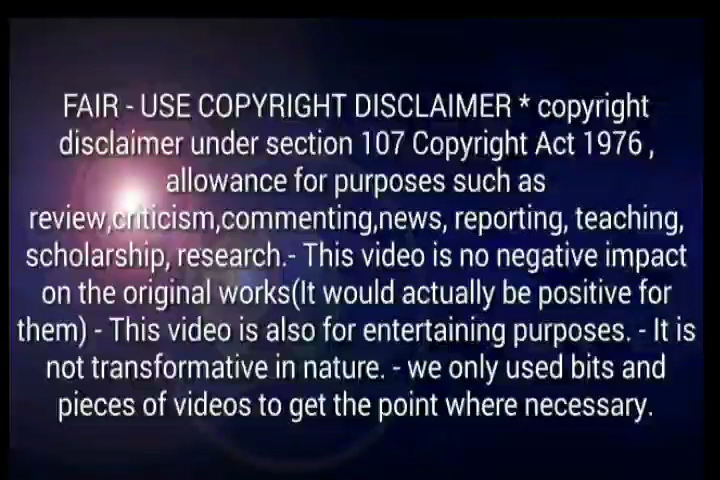 FAIR - USE COPYRIGHT DISCLAIMER * copyright
disclaimer under section 107 Copyright Act 1976 ,
allowance for purposes such as
review,criticism,commenting,news, reporting, teaching,
scholarship, research.- This video is no negative impact
on the original works(It would actually be positive for
them) - This video is also for entertaining purposes. - It is
not transformative in nature. - we only used bits and
pieces of videos to get the point where necessary.